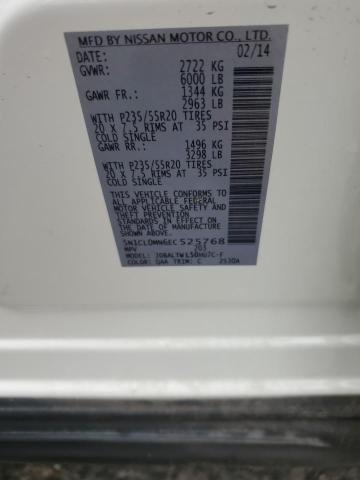 MFD BY NISSAN MOTOR CO., LTD.
DATE: 02/14
GVWR: 2722 KG
6000 LB
GAWR FR.: 1344 KG
2963 LB
WITH P235/55R20 TIRES
20 X 7.5 RIMS AT 35 PSI
COLD SINGLE
GAWR RR.: 1496 KG
3298 LB
WITH P235/55R20 TIRES
20 X 7.5 RIMS AT 35 PSI
COLD SINGLE
THIS VEHICLE CONFORMS TO
ALL APPLICABLE FEDERAL
MOTOR VEHICLE SAFETY AND
THEFT PREVENTION
STANDARDS IN EFFECT ON
THE DATE OF MANUFACTURE
SHOWN ABOVE.
5N1CL0MN6EC525768
MPV 703
MODEL: JDBALTWL50HU7C-F
COLOR: QAA TRIM: C 2530A